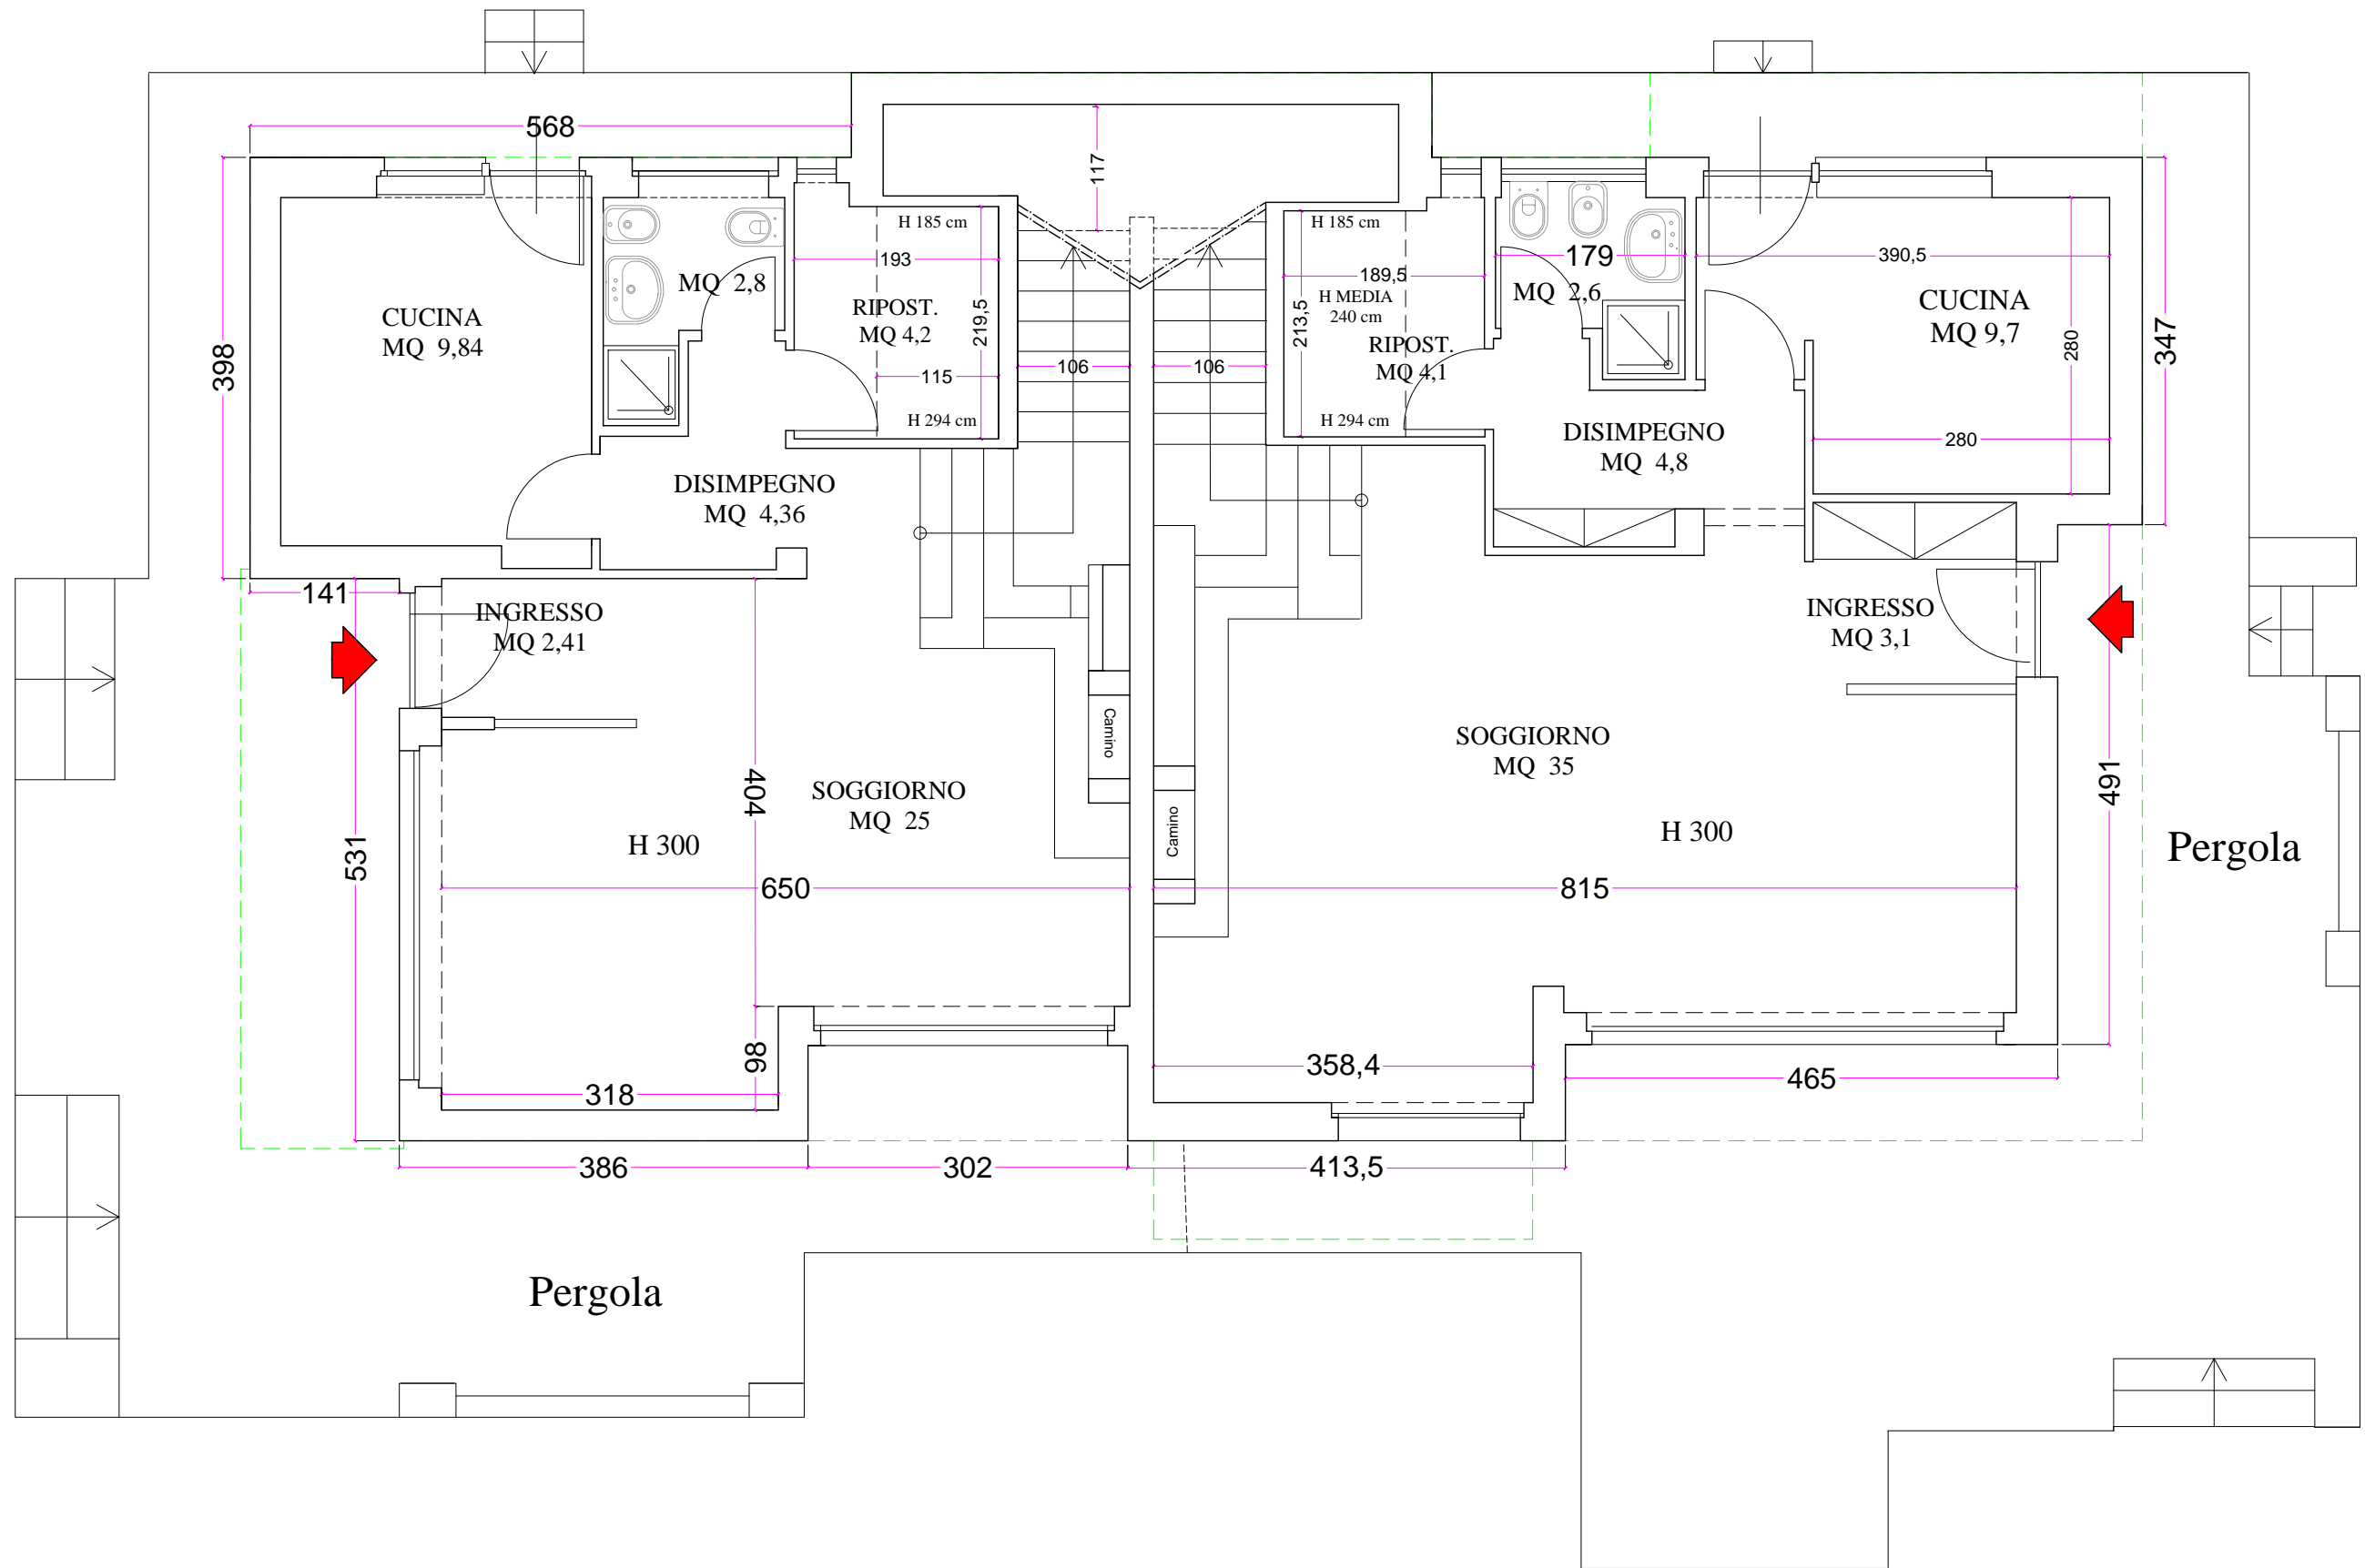 568
117
398
347
CUCINA
MQ 9,84
MQ 2,8
H 185 cm
193
RIPOST.
MQ 4,2
219,5
115
H 294 cm
106
106
H 185 cm
189,5
H MEDIA
240 cm
213,5
RIPOST.
MQ 4,1
H 294 cm
179
MQ 2,6
390,5
CUCINA
MQ 9,7
280
280
DISIMPEGNO
MQ 4,36
DISIMPEGNO
MQ 4,8
141
INGRESSO
MQ 2,41
INGRESSO
MQ 3,1
404
Camino
SOGGIORNO
MQ 25
SOGGIORNO
MQ 35
491
531
H 300
Camino
H 300
Pergola
650
815
98
318
358,4
465
386
302
413,5
Pergola